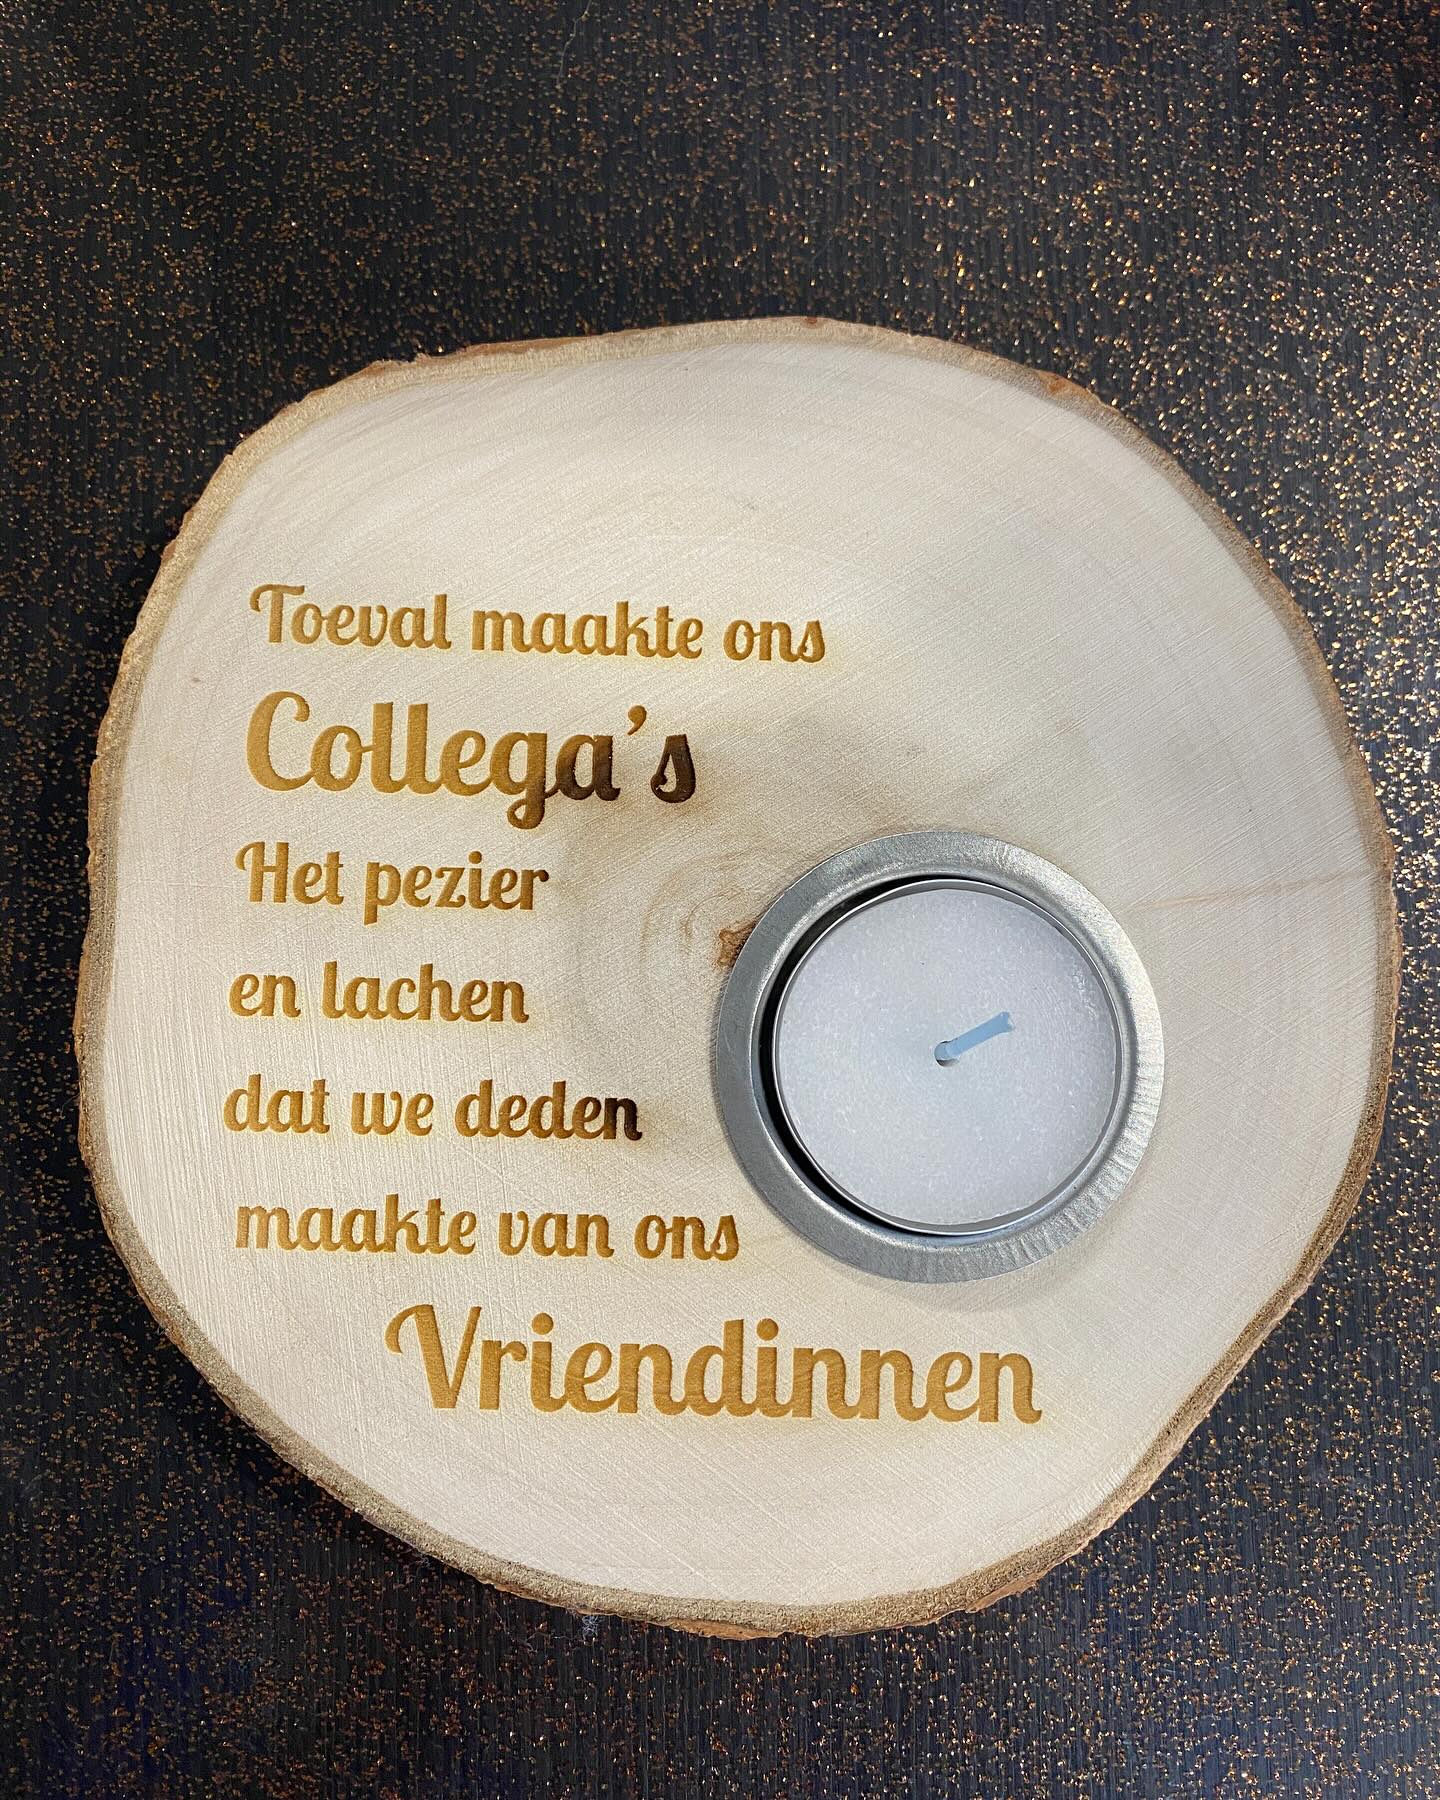 Toeval maakte ons
Collega's
Het pezier
en lachen
dat we deden
maakte van ons
Vriendinnen